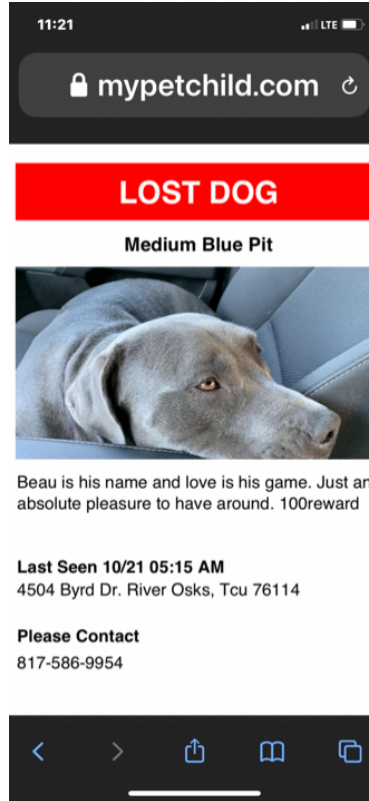 11:21
LTE
mypetchild.com
LOST DOG
Medium Blue Pit
Beau is his name and love is his game. Just an
absolute pleasure to have around. 100reward
Last Seen 10/21 05:15 AM
4504 Byrd Dr. River Osks, Tcu 76114
Please Contact
817-586-9954